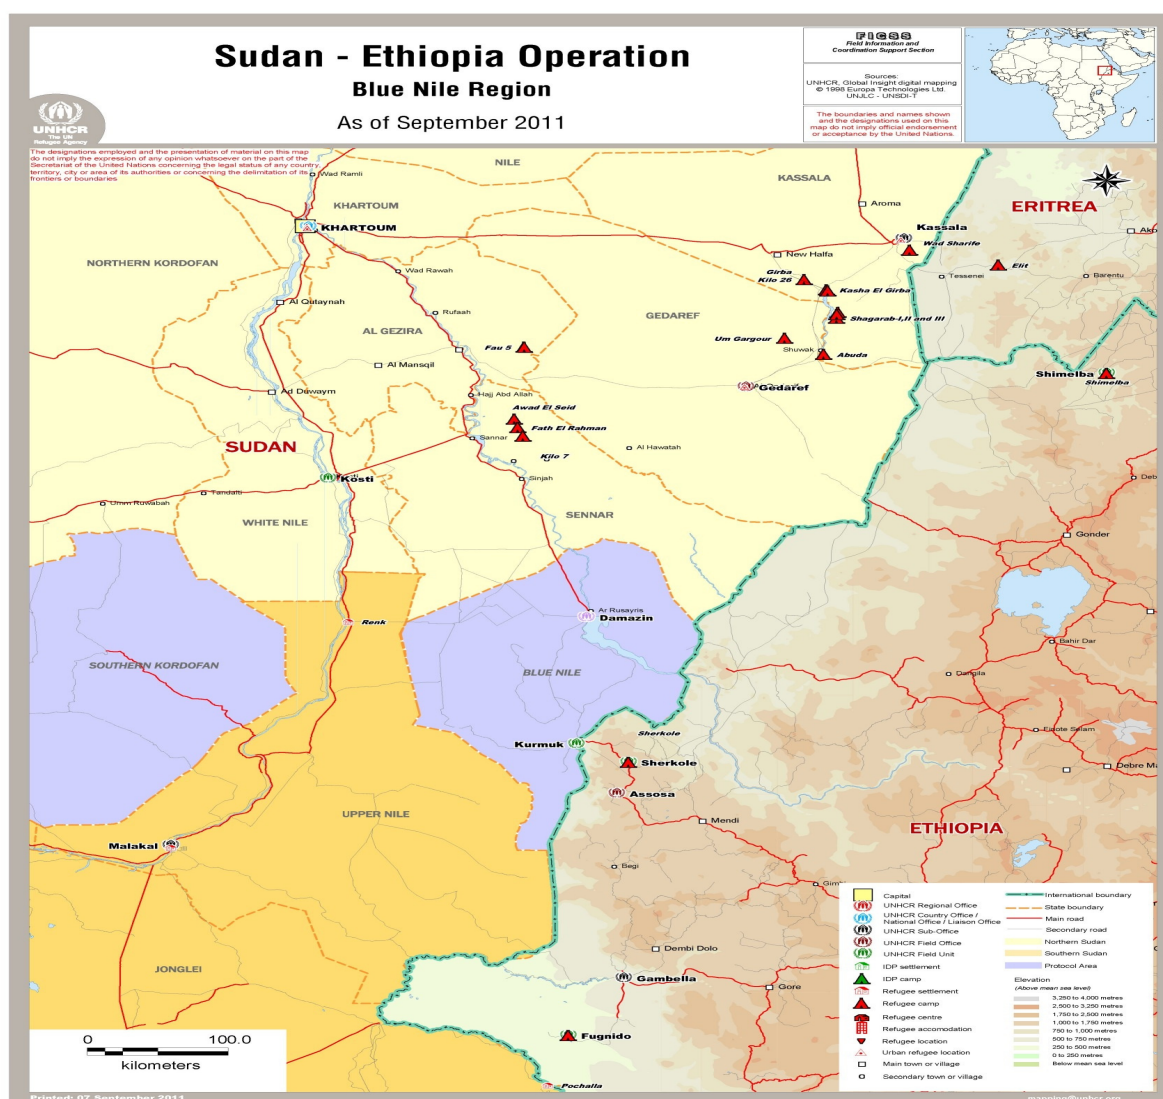 Sudan - Ethiopia Operation
Blue Nile Region
As of September 2011
UNHCR
The UN
Refugee Agency
FICSS
Field Information and
Coordination Support Section
Sources:
UNHCR, Global Insight digital mapping
© 1998 Europa Technologies Ltd.
UNJLC - UNSDI-T
The boundaries and names shown
and the designations used on this
map do not imply official endorsement
or acceptance by the United Nations.
The designations employed and the presentation of material on this map
do not imply the expression of any opinion whatsoever on the part of the
Secretariat of the United Nations concerning the legal status of any country,
territory, city or area of its authorities or concerning the delimitation of its
frontiers or boundaries
NILE
Wad Ramli
KASSALA
KHARTOUM
Aroma
ERITREA
KHARTOUM
Kassala
Wad Sharife
New Halfa
NORTHERN KORDOFAN
Wad Rawah
Girba
Kilo 26
Elit
Tessenei
Barentu
Kasha El Girba
Al Qutaynah
Rufaah
GEDAREF
Shagarab-I,II and III
AL GEZIRA
Um Gargour
Fau 5
Shuwak
Abuda
Al Mansqil
Shimelba
Shimelba
Gedaref
Ad Duwaym
Hajj Abd Allah
Awad El Seid
Fath El Rahman
Sannar
SUDAN
Al Hawatah
Kilo 7
Kosti
Sinjah
Deb
Tandalti
Umm Ruwabah
WHITE NILE
SENNAR
Gonder
Ar Rusayris
Damazin
Renk
Bahir Dar
SOUTHERN KORDOFAN
BLUE NILE
Dangila
Sherkole
Finote Selam
Kurmuk
Sherkole
Debre Ma
Assosa
UPPER NILE
Mendi
ETHIOPIA
Malakal
Begi
Gimb
Dembi Dolo
JONGLEI
Gambella
Gore
Fugnido
Pochalla
0 100.0
kilometers
Capital
UNHCR Regional Office
UNHCR Country Office /
National Office / Liaison Office
UNHCR Sub-Office
UNHCR Field Office
UNHCR Field Unit
IDP settlement
IDP camp
Refugee settlement
Refugee camp
Refugee centre
Refugee accomodation
Refugee location
Urban refugee location
Main town or village
Secondary town or village
International boundary
State boundary
Main road
Secondary road
Northern Sudan
Southern Sudan
Protocol Area
Elevation
(Above mean sea level)
3,250 to 4,000 metres
2,500 to 3,250 metres
1,750 to 2,500 metres
1,000 to 1,750 metres
750 to 1,000 metres
500 to 750 metres
250 to 500 metres
0 to 250 metres
Below mean sea level
Printed: 07 September 2011
mapping@unhcr.org